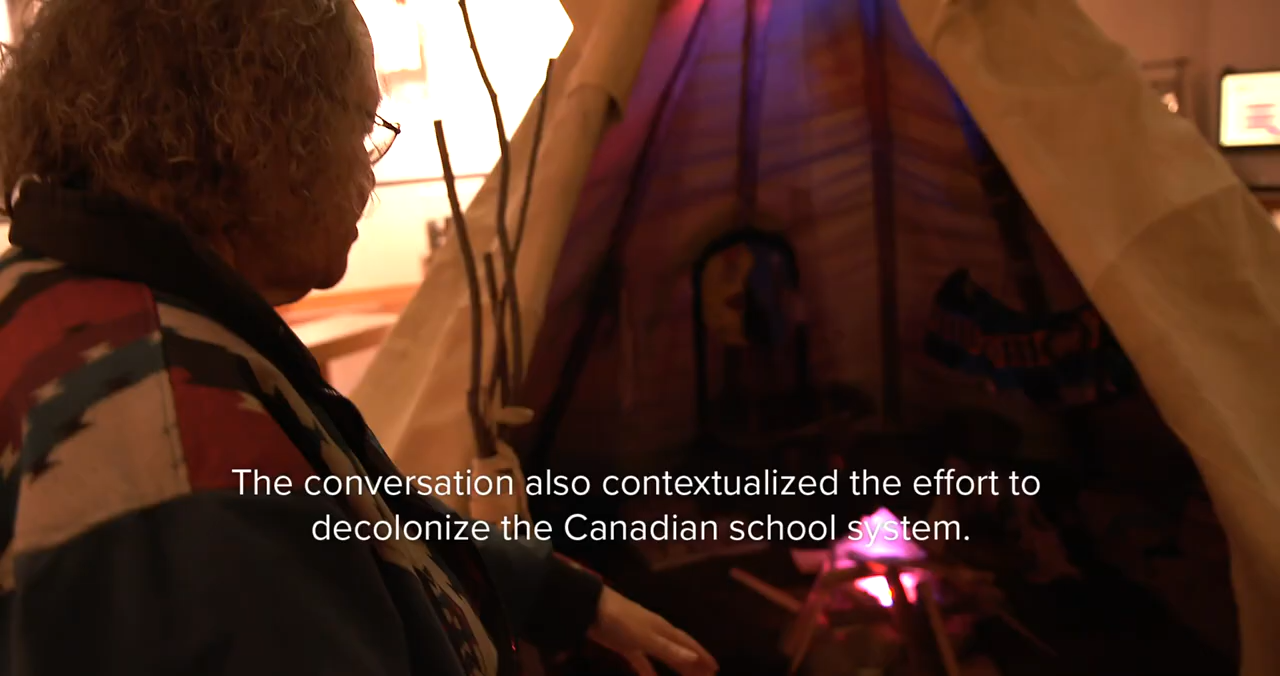 The conversation also contextualized the effort to
decolonize the Canadian school system.